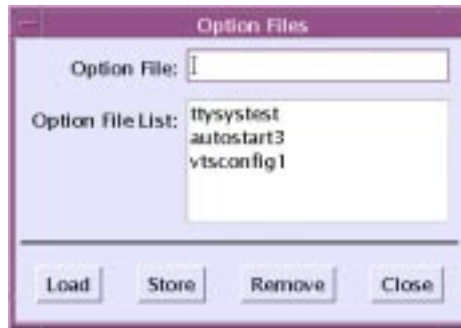 Option Files
Option File:
Option File List:
ttysystest
autostart3
vtsconfig1
Load Store Remove Close